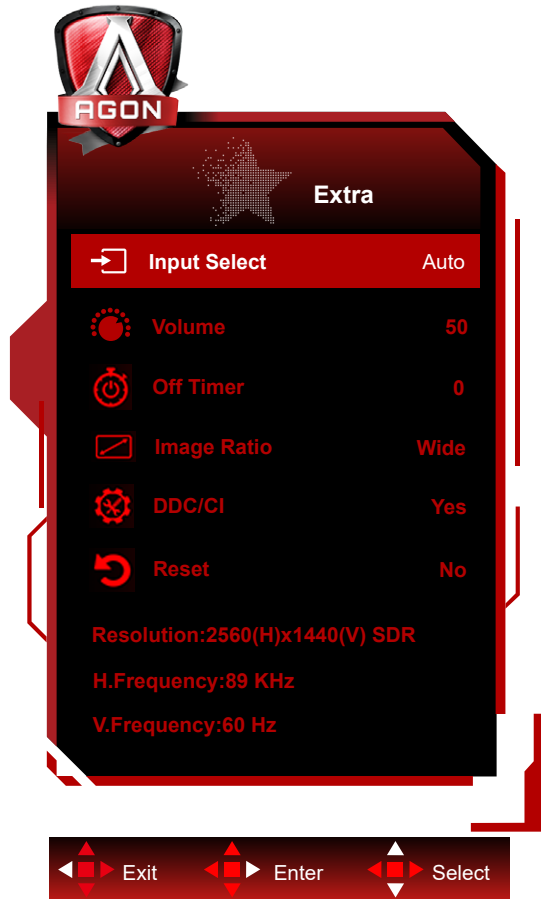 AGON
Extra
Input Select Auto
Volume 50
Off Timer 0
Image Ratio Wide
DDC/CI Yes
Reset No
Resolution:2560(H)x1440(V) SDR
H.Frequency:89 KHz
V.Frequency:60 Hz
Exit Enter Select